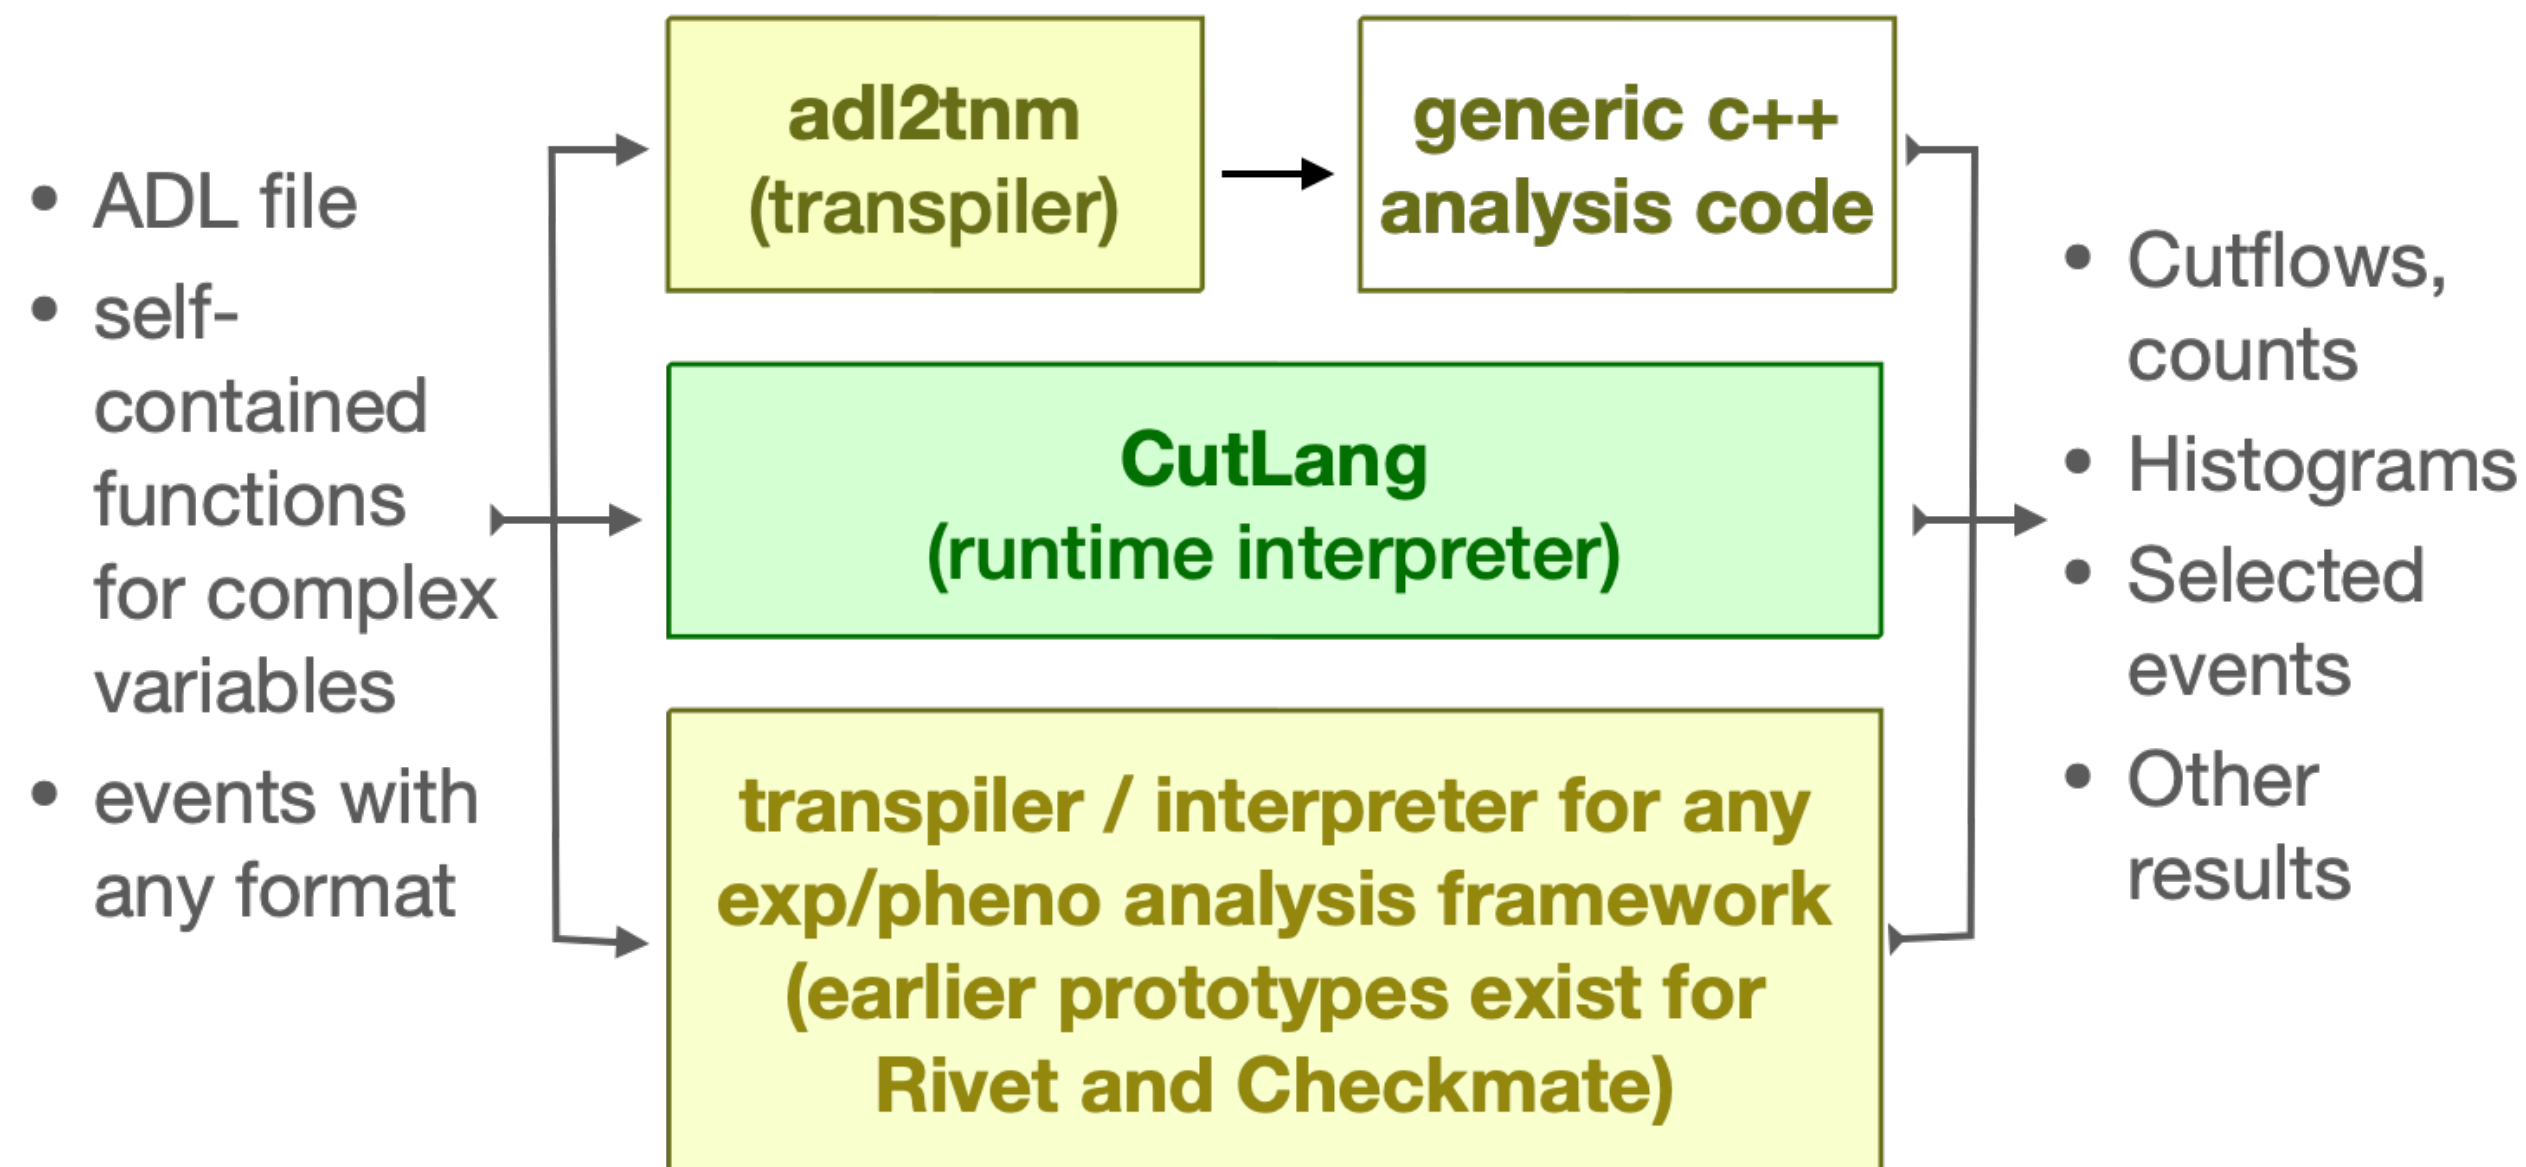 • ADL file
• self-
contained
functions
for complex
variables
• events with
any format
adl2tnm
(transpiler)
generic c++
analysis code
CutLang
(runtime interpreter)
transpiler / interpreter for any
exp/pheno analysis framework
(earlier prototypes exist for
Rivet and Checkmate)
• Cutflows,
counts
• Histograms
• Selected
events
• Other
results